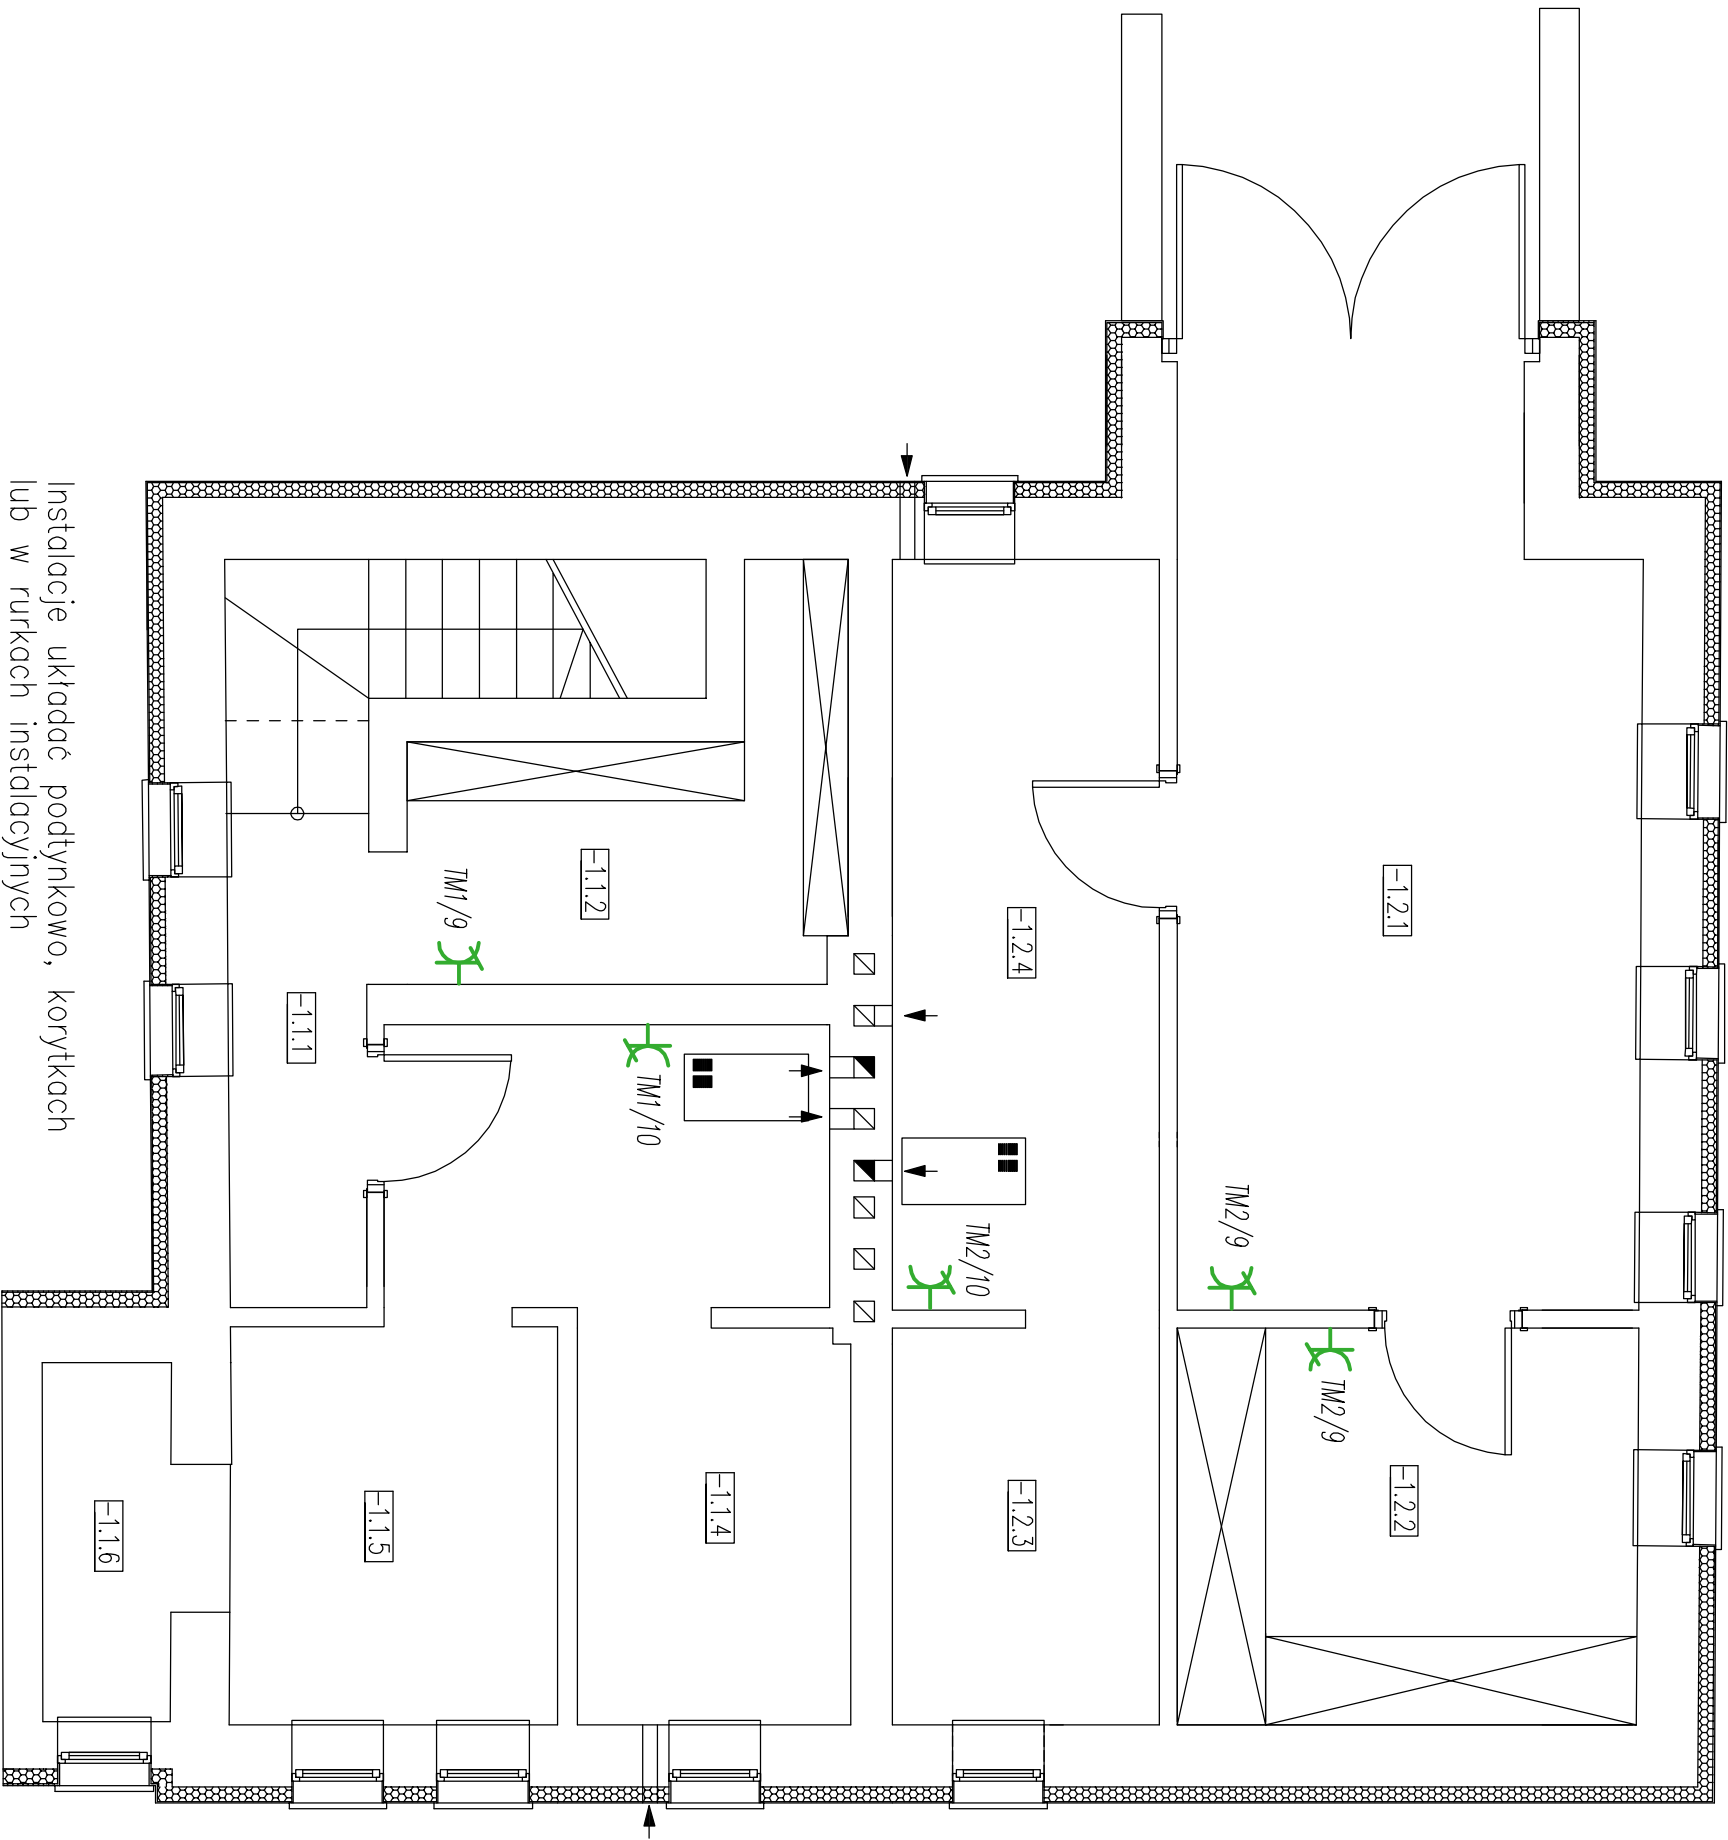 -1.2.1
-1.1.2
TM1/9
-1.2.4
-1.1.1
TM1/10
TM2/9
TM2/10
TM2/9
-1.2.2
-1.2.3
-1.1.4
-1.1.5
-1.1.6
Instalacje układać podtynkowo, korytkach
lub w rurkach instalacyjnych